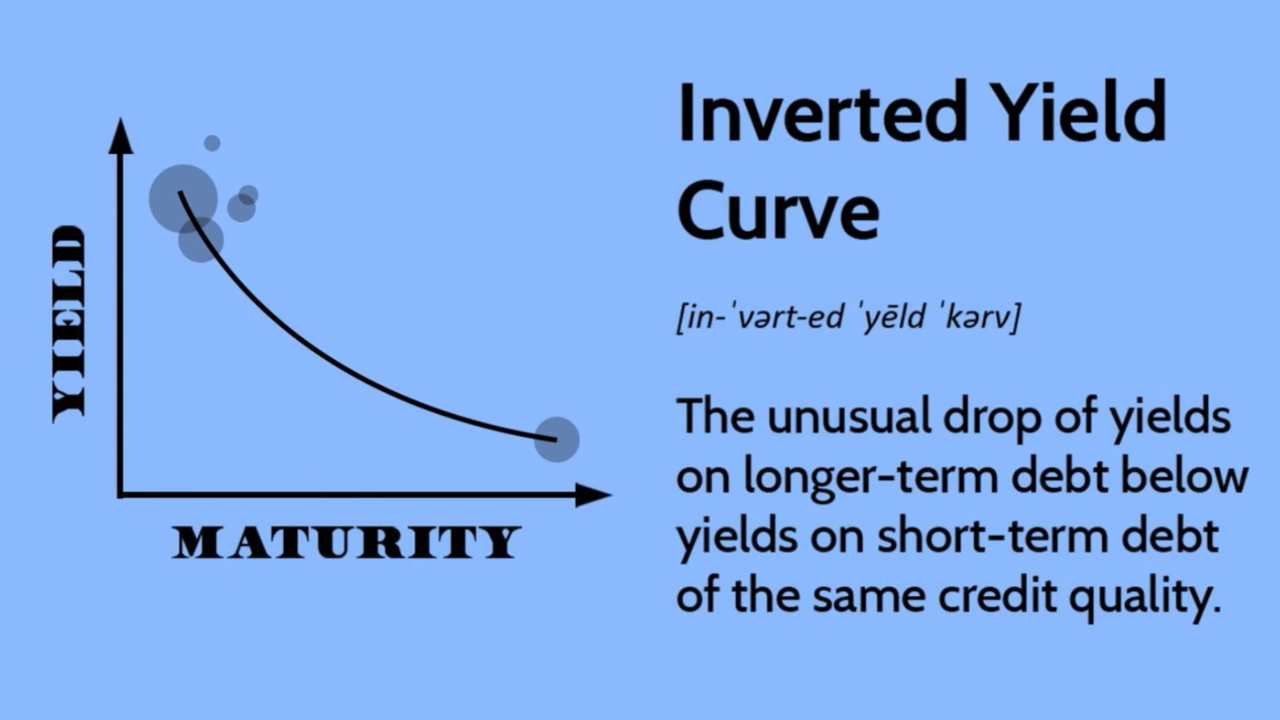 YIELD
MATURITY
Inverted Yield
Curve
[in-ˈvərt-ed ˈyēld ˈkərv]
The unusual drop of yields
on longer-term debt below
yields on short-term debt
of the same credit quality.